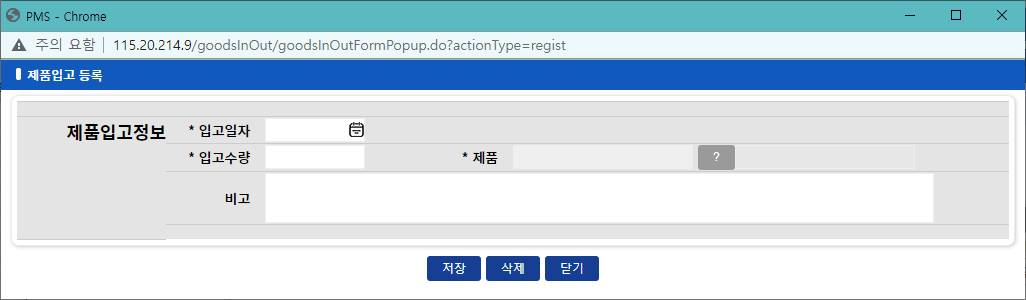 PMS - Chrome
주의 요함 115.20.214.9/goodsInOut/goodsInOutFormPopup.do?actionType=regist
제품입고 등록
제품입고정보 * 입고일자
* 입고수량 * 제품 ?
비고
저장 삭제 닫기